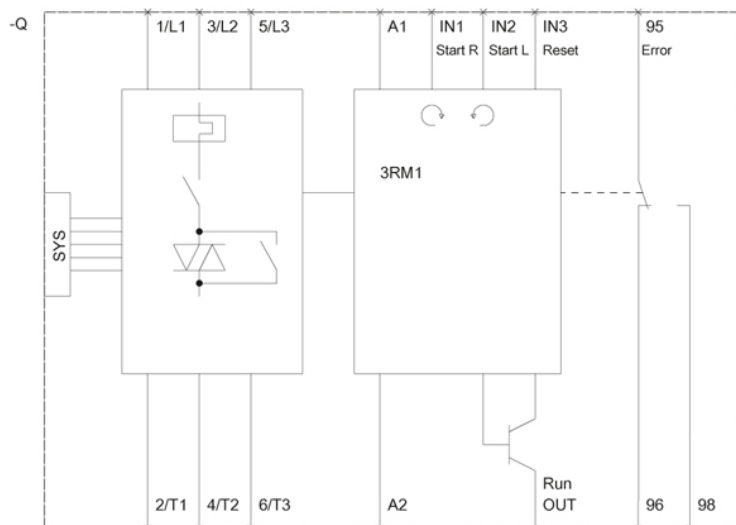 -Q
1/L1 3/L2 5/L3 A1 IN1 IN2 IN3 95
Start R Start L Reset Error
3RM1
SYS
Run
2/T1 4/T2 6/T3 A2 OUT 96 98